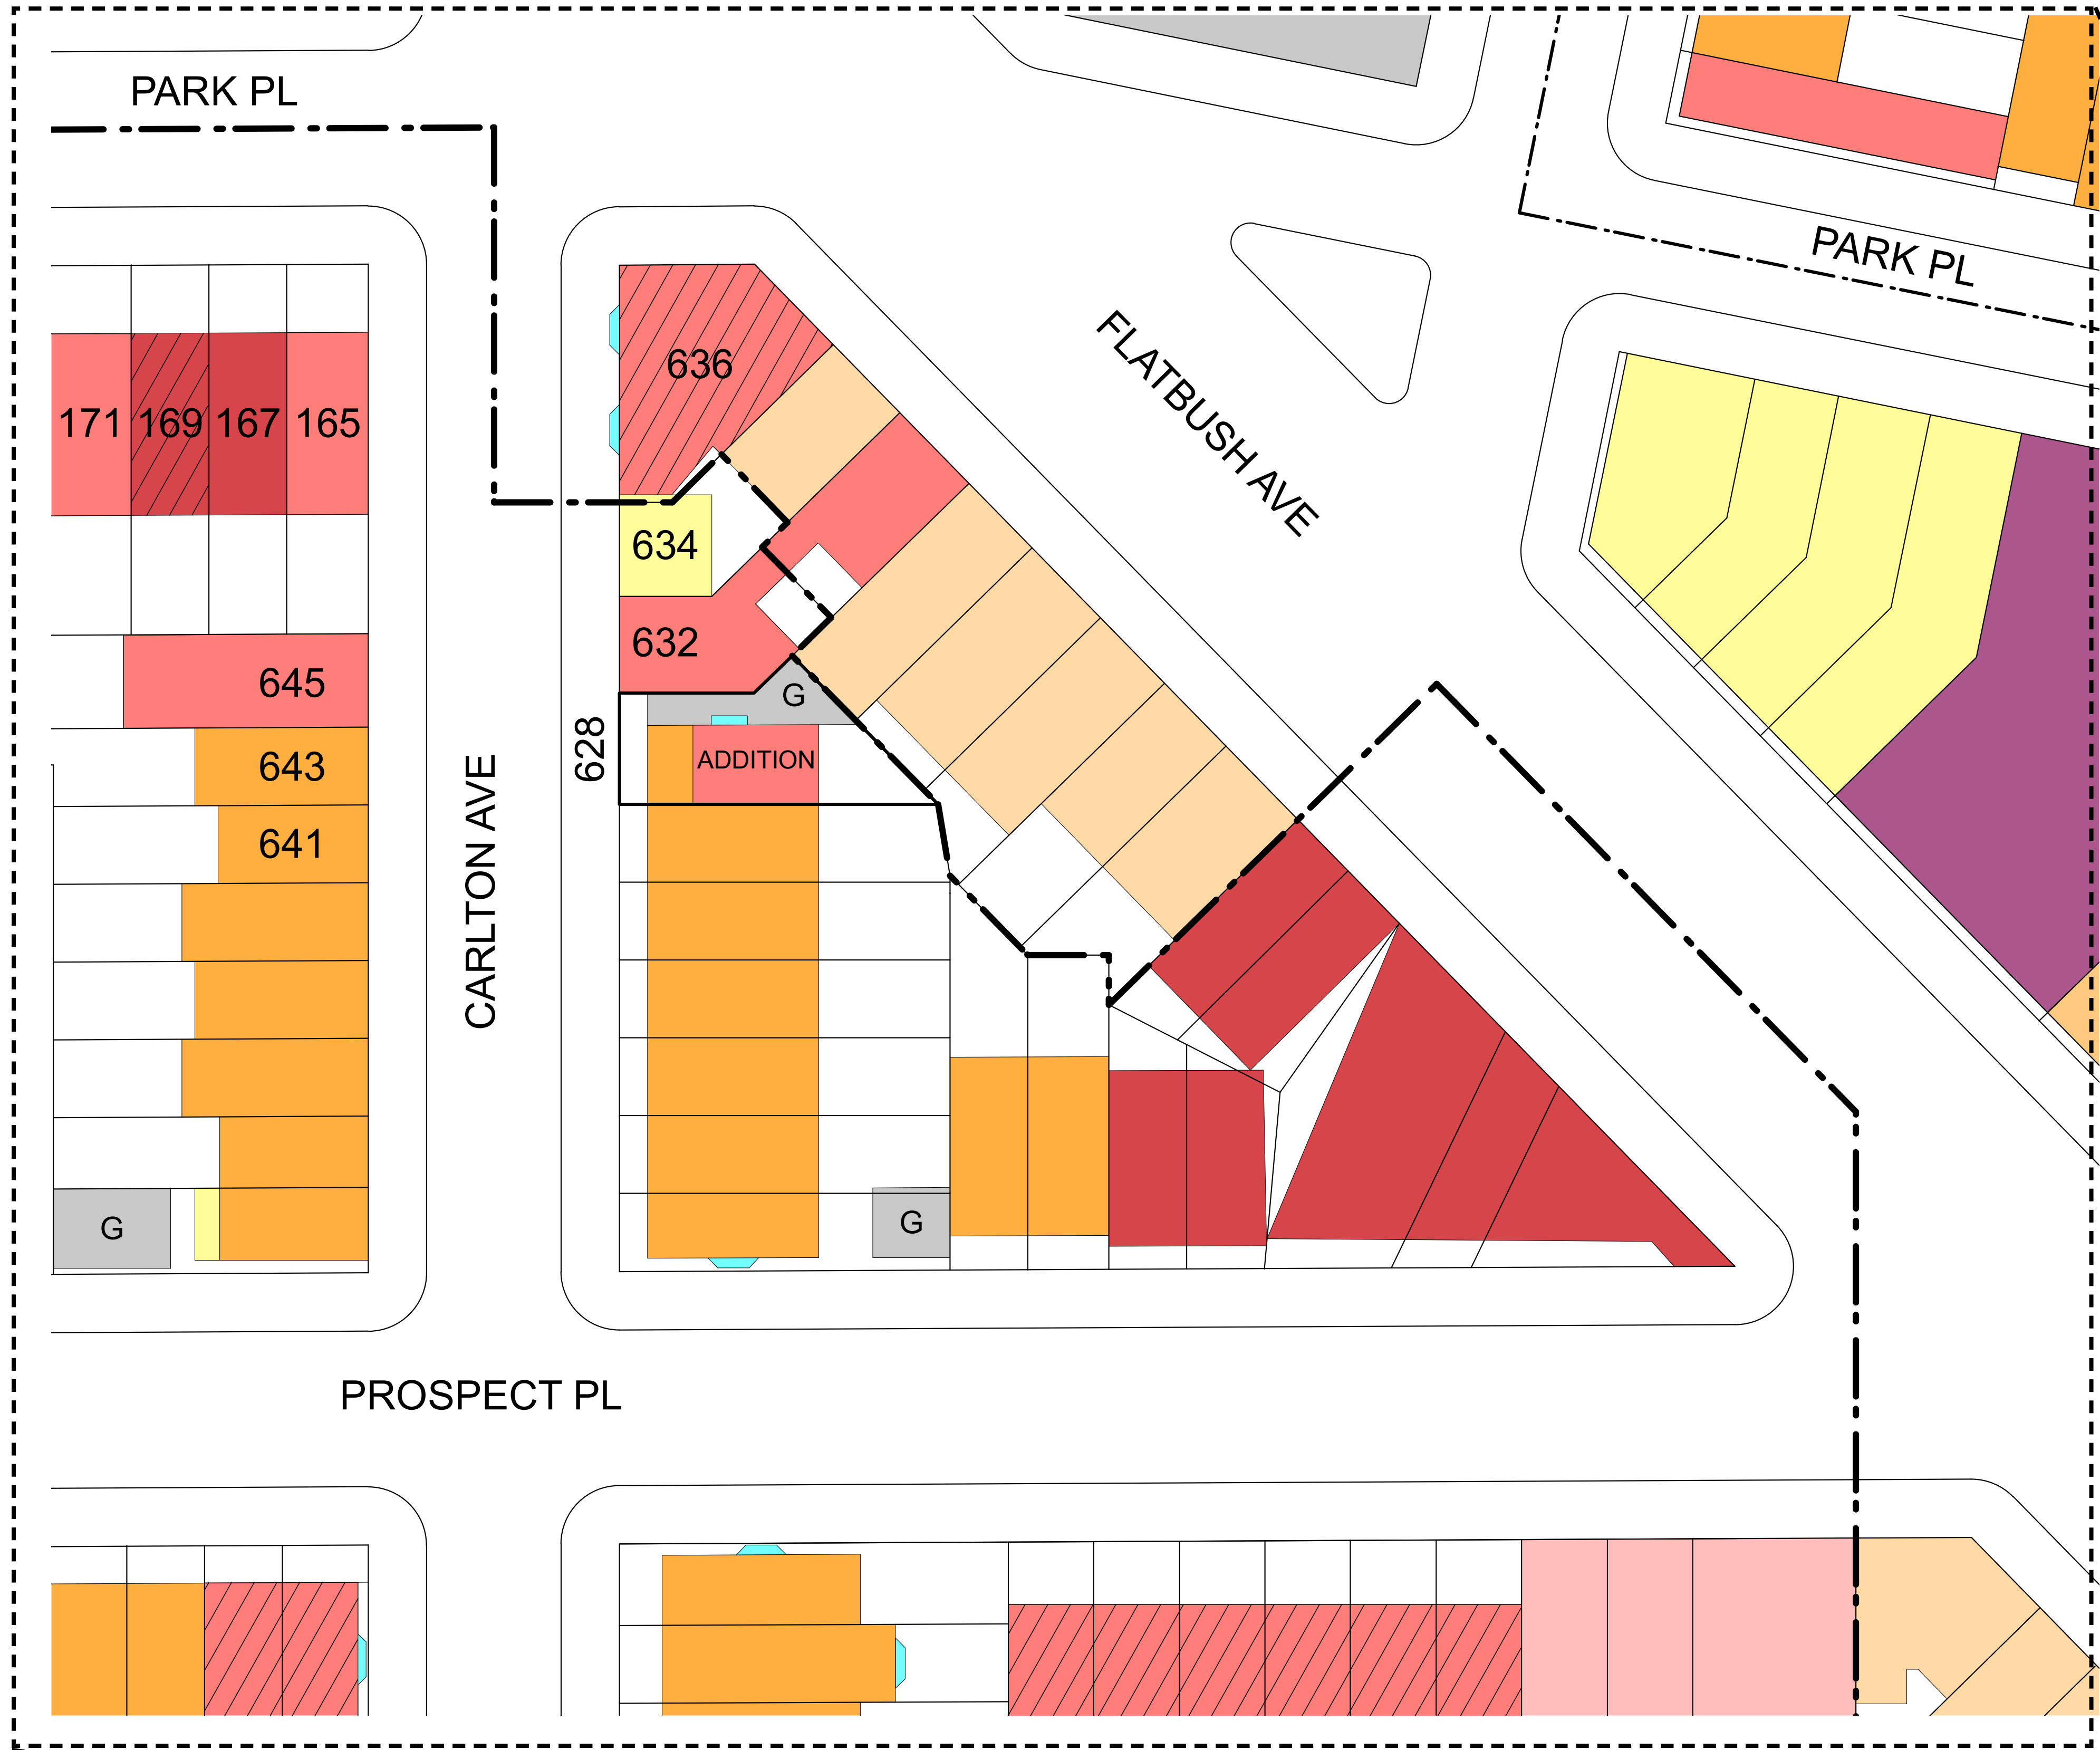 PARK PL
PARK PL
FLATBUSH AVE
636
171
169
167
165
634
632
645
G
628
ADDITION
643
641
CARLTON AVE
G
G
PROSPECT PL